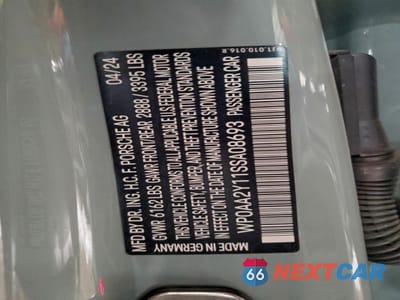 MFD BY DR. ING. H.C. F. PORSCHE AG 04/24
GVWR 6162 LBS GAWR FRONT/REAR 2888 / 3395 LBS
THIS VEHICLE CONFORMS TO ALL APPLICABLE U.S.FEDERAL MOTOR
VEHICLE SAFETY, BUMPER, AND THEFT PREVENTION STANDARDS
IN EFFECT ON THE DATE OF MANUFACTURE SHOWN ABOVE
WP0AA2Y11SSA08693 PASSENGER CAR
MADE IN GERMANY
9J1.010.016.R
66 NEXTCAR